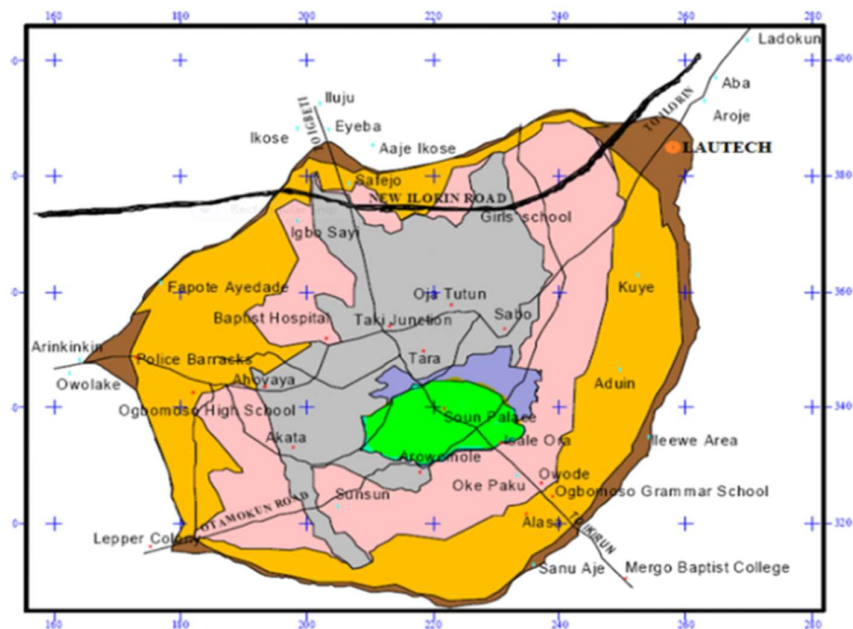 160 180 200 220 240 260 280
Ladokun
400
Iluju
Aba
TO ILORIN
Aroje
Eyeba
Ikose
Aaje Ikose
LAUTECH
380
Safejo
NEW ILORIN ROAD
Girls' school
Igbo Sayi
Fapote Ayedade
Kuye
360
Oja Tutun
Baptist Hospital
Taki Junction
Sabo
Arinkinkin
Police Barracks
Tara
Owolake
Ahoyaya
Aduin
Ogbomoso High School
Soun Palace
340
Akata
Isale Ora
Ileewe Area
Arowomole
Owode
Oke Paku
Ogbomoso Grammar School
Sunsun
OTAMOKUN ROAD
Alasa
320
TO IKIRUN
Lepper Colony
Sanu Aje
Mergo Baptist College
160 180 200 220 240 260 280